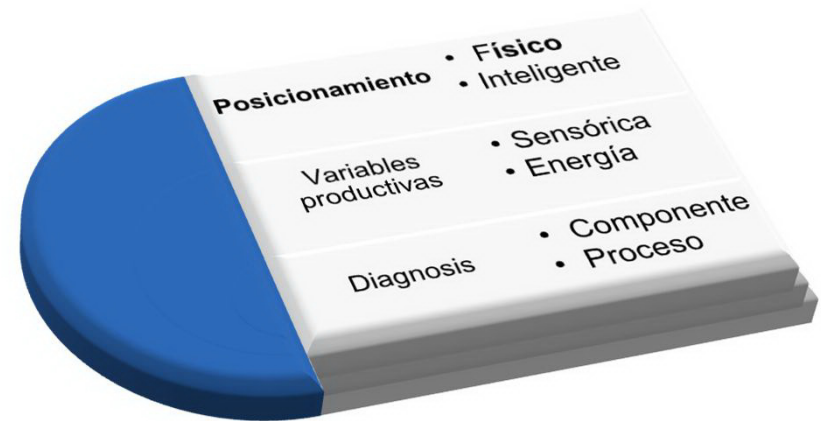 Posicionamiento
• Físico
• Inteligente
Variables
productivas
• Sensórica
• Energía
Diagnosis
• Componente
• Proceso